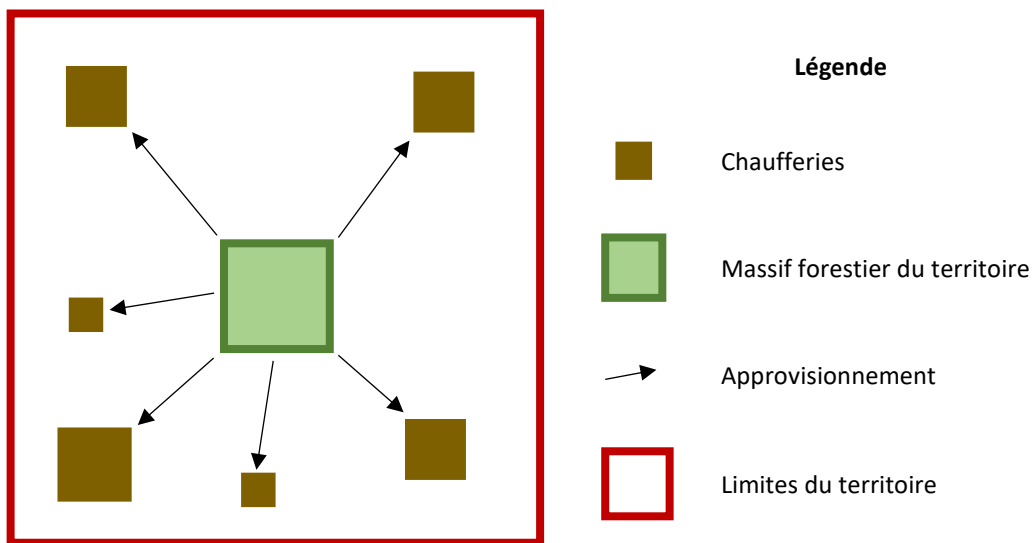 Légende
Chaufferies
Massif forestier du territoire
Approvisionnement
Limites du territoire